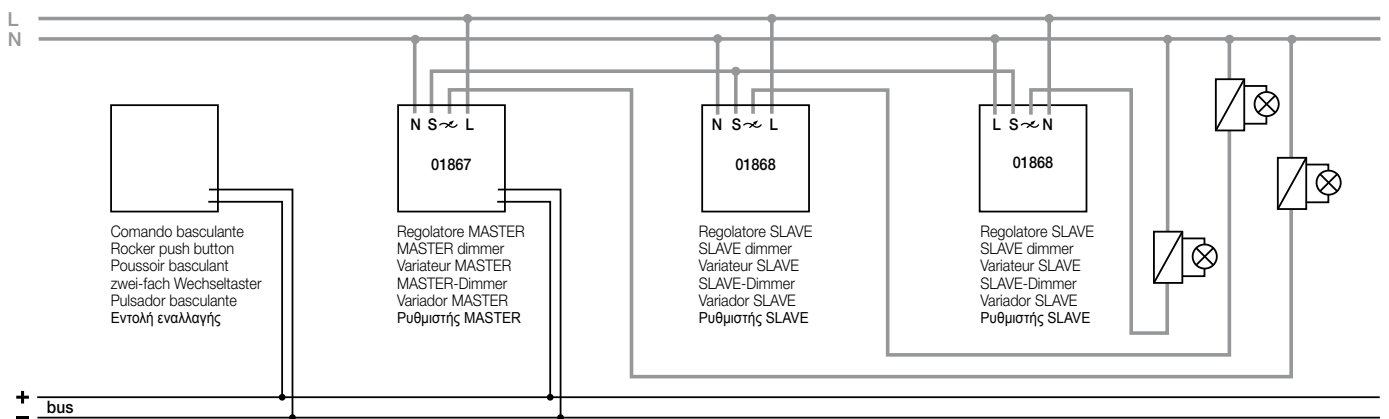 L
N
N S L
01867
N S L
01868
L S N
01868
Comando basculante
Rocker push button
Poussoir basculant
zwei-fach Wechseltaster
Pulsador basculante
Εντολή εναλλαγής
Regolatore MASTER
MASTER dimmer
Variateur MASTER
MASTER-Dimmer
Variador MASTER
Ρυθμιστής MASTER
Regolatore SLAVE
SLAVE dimmer
Variateur SLAVE
SLAVE-Dimmer
Variador SLAVE
Ρυθμιστής SLAVE
Regolatore SLAVE
SLAVE dimmer
Variateur SLAVE
SLAVE-Dimmer
Variador SLAVE
Ρυθμιστής SLAVE
+
bus
−